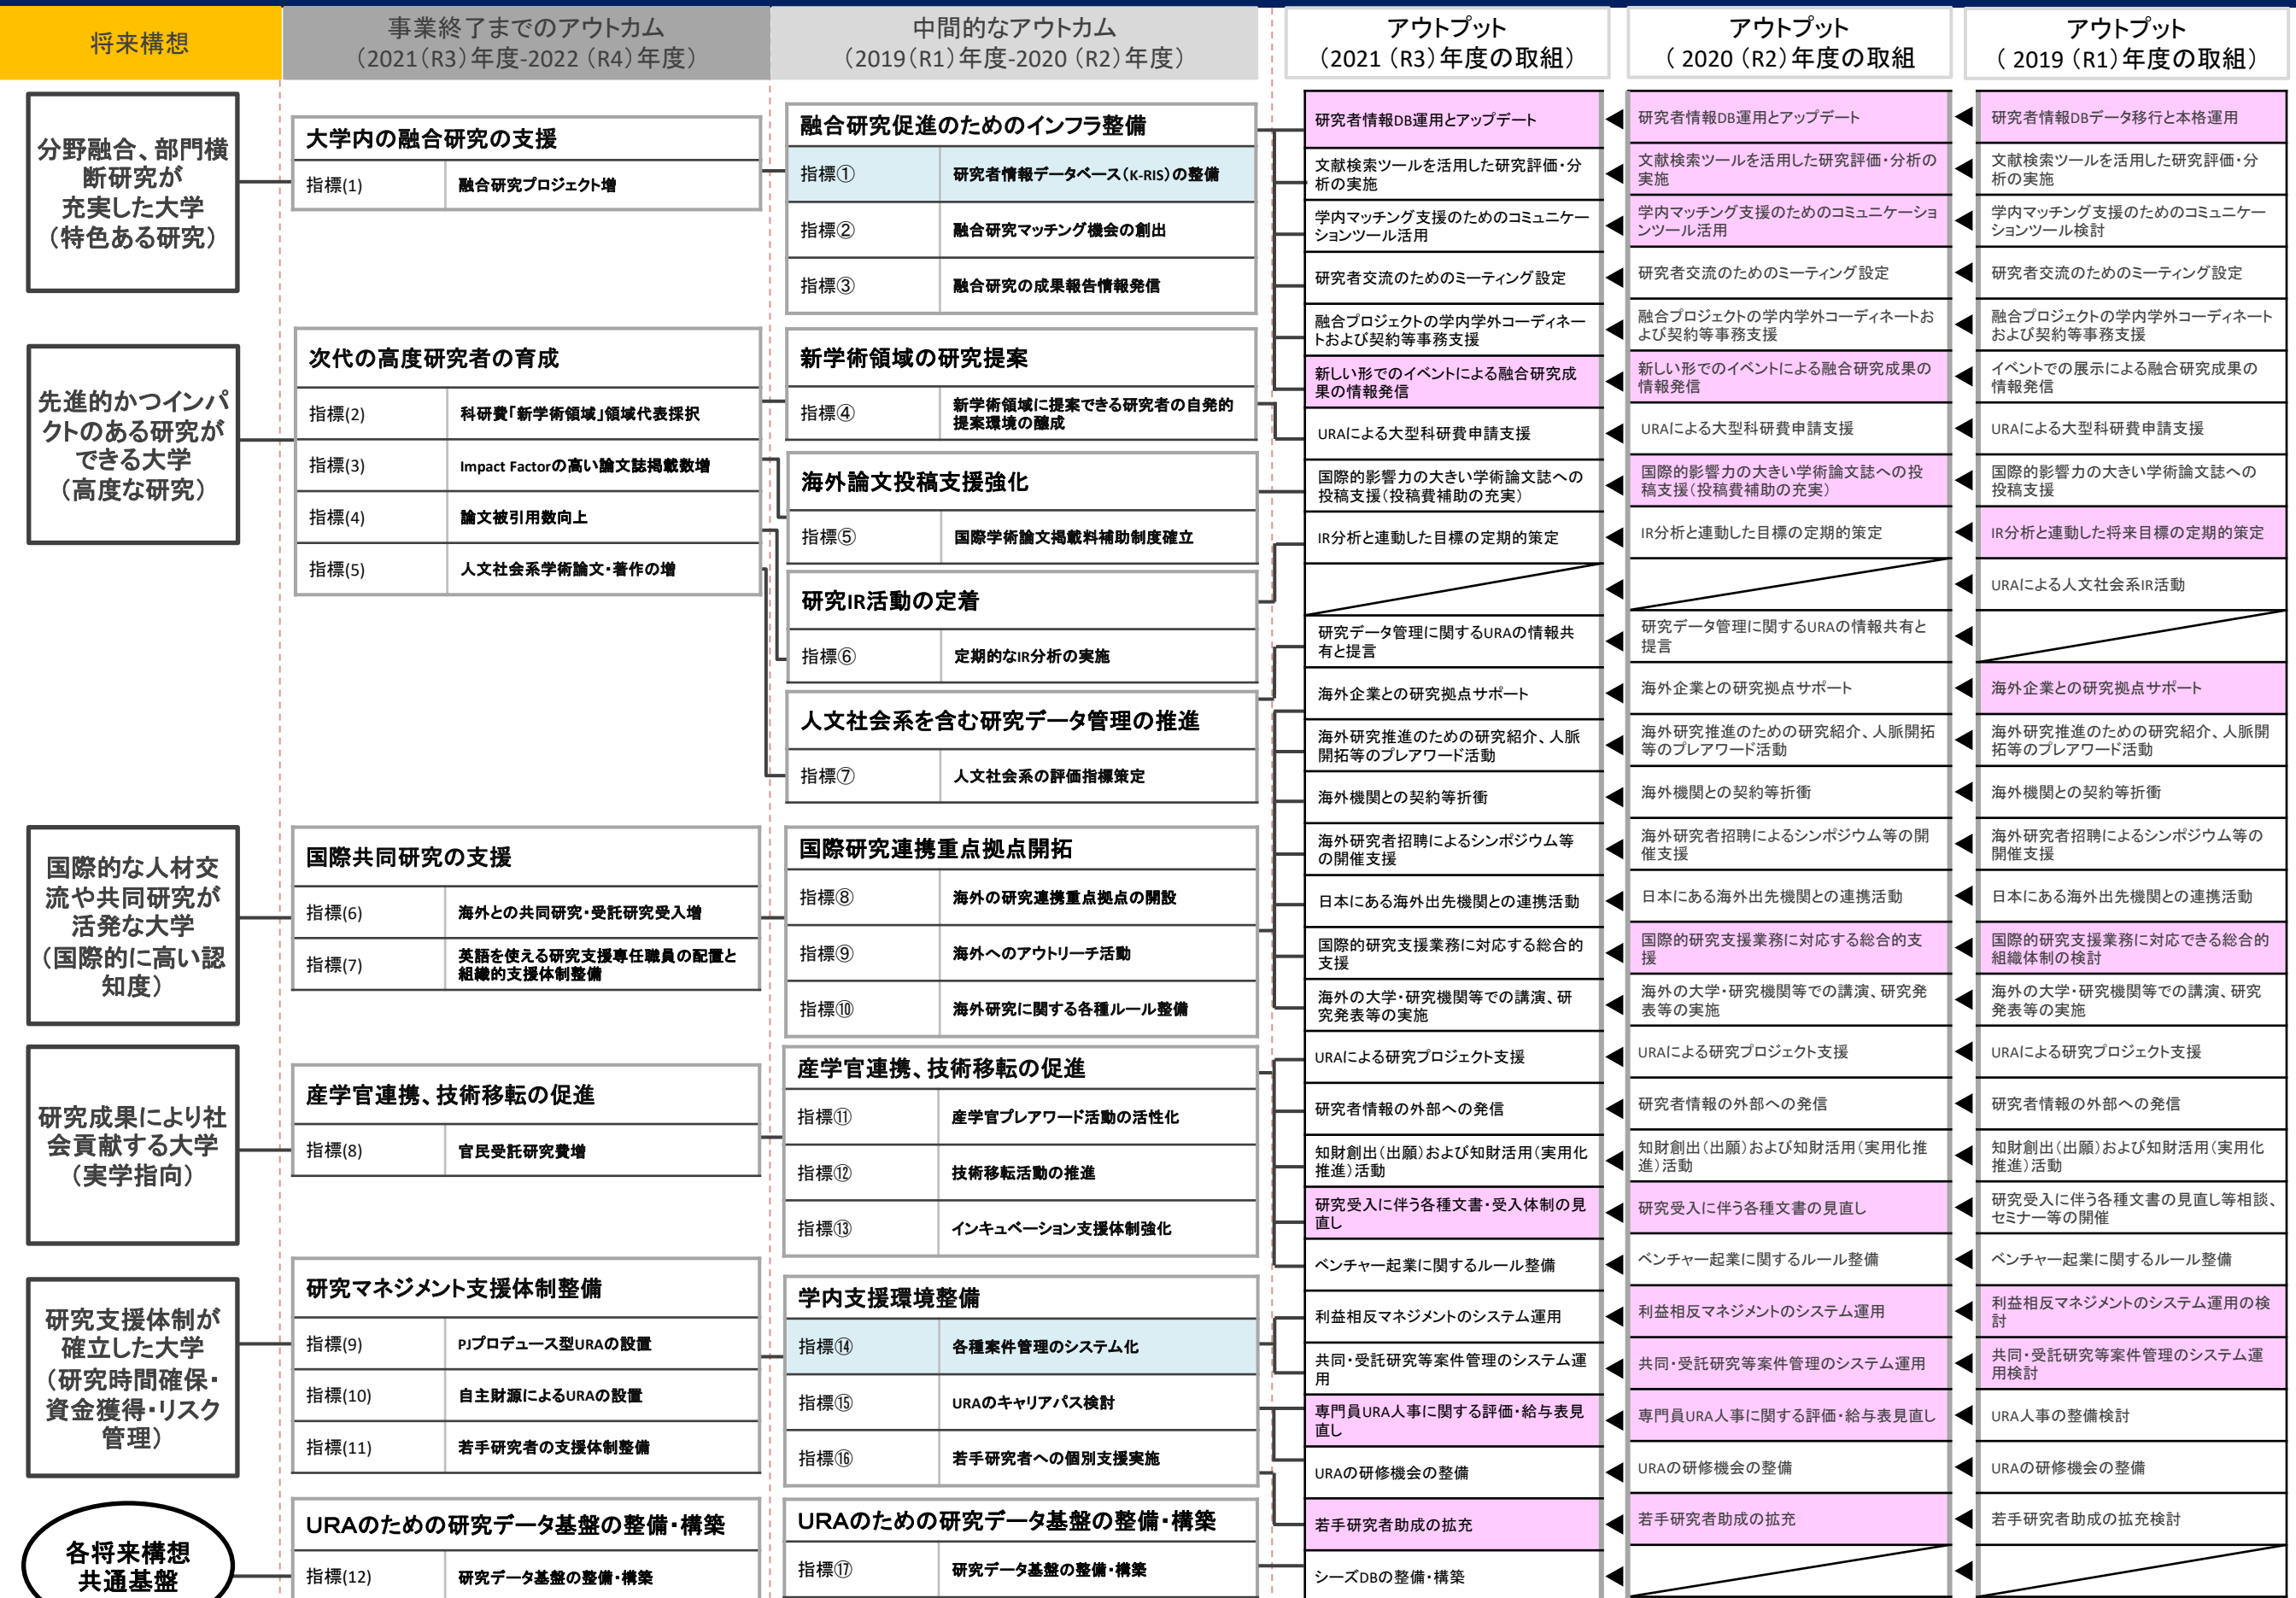 将来構想
事業終了までのアウトカム
（2021（R3）年度-2022 （R4）年度）
中間的なアウトカム
（2019（R1）年度-2020 （R2）年度）
アウトプット
（2021 （R3）年度の取組）
アウトプット
（ 2020 （R2）年度の取組
アウトプット
（ 2019 （R1）年度の取組）
分野融合、部門横
断研究が
充実した大学
（特色ある研究）
先進的かつインパ
クトのある研究が
できる大学
（高度な研究）
国際的な人材交
流や共同研究が
活発な大学
（国際的に高い認
知度）
研究成果により社
会貢献する大学
（実学指向）
研究支援体制が
確立した大学
（研究時間確保・
資金獲得・リスク
管理）
各将来構想
共通基盤
大学内の融合研究の支援
指標(1) 融合研究プロジェクト増
次代の高度研究者の育成
指標(2) 科研費「新学術領域」領域代表採択
指標(3) Impact Factorの高い論文誌掲載数増
指標(4) 論文被引用数向上
指標(5) 人文社会系学術論文・著作の増
国際共同研究の支援
指標(6) 海外との共同研究・受託研究受入増
指標(7) 英語を使える研究支援専任職員の配置と
組織的支援体制整備
産学官連携、技術移転の促進
指標(8) 官民受託研究費増
研究マネジメント支援体制整備
指標(9) PJプロデュース型URAの設置
指標(10) 自主財源によるURAの設置
指標(11) 若手研究者の支援体制整備
URAのための研究データ基盤の整備・構築
指標(12) 研究データ基盤の整備・構築
融合研究促進のためのインフラ整備
指標① 研究者情報データベース（K-RIS）の整備
指標② 融合研究マッチング機会の創出
指標③ 融合研究の成果報告情報発信
新学術領域の研究提案
指標④ 新学術領域に提案できる研究者の自発的
提案環境の醸成
海外論文投稿支援強化
指標⑤ 国際学術論文掲載料補助制度確立
研究IR活動の定着
指標⑥ 定期的なIR分析の実施
人文社会系を含む研究データ管理の推進
指標⑦ 人文社会系の評価指標策定
国際研究連携重点拠点開拓
指標⑧ 海外の研究連携重点拠点の開設
指標⑨ 海外へのアウトリーチ活動
指標⑩ 海外研究に関する各種ルール整備
産学官連携、技術移転の促進
指標⑪ 産学官プレアワード活動の活性化
指標⑫ 技術移転活動の推進
指標⑬ インキュベーション支援体制強化
学内支援環境整備
指標⑭ 各種案件管理のシステム化
指標⑮ URAのキャリアパス検討
指標⑯ 若手研究者への個別支援実施
URAのための研究データ基盤の整備・構築
指標⑰ 研究データ基盤の整備・構築
研究者情報DB運用とアップデート
文献検索ツールを活用した研究評価・分
析の実施
学内マッチング支援のためのコミュニケー
ションツール活用
研究者交流のためのミーティング設定
融合プロジェクトの学内学外コーディネー
トおよび契約等事務支援
新しい形でのイベントによる融合研究成
果の情報発信
URAによる大型科研費申請支援
国際的影響力の大きい学術論文誌への
投稿支援（投稿費補助の充実）
IR分析と連動した目標の定期的策定
研究データ管理に関するURAの情報共
有と提言
海外企業との研究拠点サポート
海外研究推進のための研究紹介、人脈
開拓等のプレアワード活動
海外機関との契約等折衝
海外研究者招聘によるシンポジウム等
の開催支援
日本にある海外出先機関との連携活動
国際的研究支援業務に対応する総合的
支援
海外の大学・研究機関等での講演、研
究発表等の実施
URAによる研究プロジェクト支援
研究者情報の外部への発信
知財創出（出願）および知財活用（実用化
推進）活動
研究受入に伴う各種文書・受入体制の見
直し
ベンチャー起業に関するルール整備
利益相反マネジメントのシステム運用
共同・受託研究等案件管理のシステム運
用
専門員URA人事に関する評価・給与表見
直し
URAの研修機会の整備
若手研究者助成の拡充
シーズDBの整備・構築
研究者情報DB運用とアップデート
文献検索ツールを活用した研究評価・分析の
実施
学内マッチング支援のためのコミュニケーショ
ンツール活用
研究者交流のためのミーティング設定
融合プロジェクトの学内学外コーディネートお
よび契約等事務支援
新しい形でのイベントによる融合研究成果の
情報発信
URAによる大型科研費申請支援
国際的影響力の大きい学術論文誌への投
稿支援（投稿費補助の充実）
IR分析と連動した目標の定期的策定
研究データ管理に関するURAの情報共有と
提言
海外企業との研究拠点サポート
海外研究推進のための研究紹介、人脈開拓
等のプレアワード活動
海外機関との契約等折衝
海外研究者招聘によるシンポジウム等の開
催支援
日本にある海外出先機関との連携活動
国際的研究支援業務に対応する総合的支
援
海外の大学・研究機関等での講演、研究発
表等の実施
URAによる研究プロジェクト支援
研究者情報の外部への発信
知財創出（出願）および知財活用（実用化推
進）活動
研究受入に伴う各種文書の見直し
ベンチャー起業に関するルール整備
利益相反マネジメントのシステム運用
共同・受託研究等案件管理のシステム運用
専門員URA人事に関する評価・給与表見直し
URAの研修機会の整備
若手研究者助成の拡充
研究者情報DBデータ移行と本格運用
文献検索ツールを活用した研究評価・分
析の実施
学内マッチング支援のためのコミュニケー
ションツール検討
研究者交流のためのミーティング設定
融合プロジェクトの学内学外コーディネート
および契約等事務支援
イベントでの展示による融合研究成果の
情報発信
URAによる大型科研費申請支援
国際的影響力の大きい学術論文誌への
投稿支援
IR分析と連動した将来目標の定期的策定
URAによる人文社会系IR活動
海外企業との研究拠点サポート
海外研究推進のための研究紹介、人脈開
拓等のプレアワード活動
海外機関との契約等折衝
海外研究者招聘によるシンポジウム等の
開催支援
日本にある海外出先機関との連携活動
国際的研究支援業務に対応できる総合的
組織体制の検討
海外の大学・研究機関等での講演、研究
発表等の実施
URAによる研究プロジェクト支援
研究者情報の外部への発信
知財創出（出願）および知財活用（実用化
推進）活動
研究受入に伴う各種文書の見直し等相談、
セミナー等の開催
ベンチャー起業に関するルール整備
利益相反マネジメントのシステム運用の検
討
共同・受託研究等案件管理のシステム運
用検討
URA人事の整備検討
URAの研修機会の整備
若手研究者助成の拡充検討